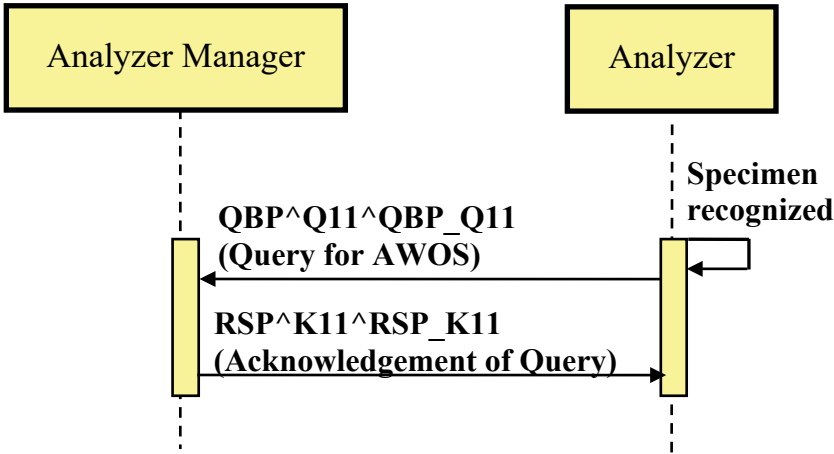 Analyzer Manager
Analyzer
Specimen
recognized
QBP^Q11^QBP_Q11
(Query for AWOS)
RSP^K11^RSP_K11
(Acknowledgement of Query)